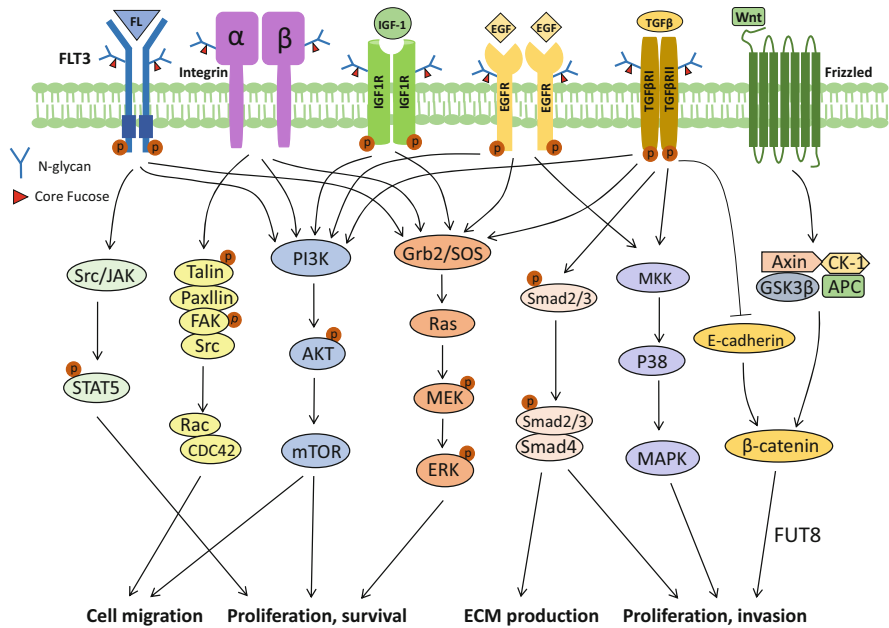 FL
FLT3
α
β
Integrin
IGF-1
IGF1R
IGF1R
EGF
EGF
EGFR
EGFR
TGFβ
TGFβRI
TGFβRII
Wnt
Frizzled
p
p
p
p
p
p
p
p
N-glycan
Core Fucose
Src/JAK
p
STAT5
p
Talin
Paxllin
FAK
p
Src
Rac
CDC42
PI3K
p
AKT
mTOR
Grb2/SOS
Ras
p
MEK
p
ERK
p
Smad2/3
p
Smad2/3
Smad4
MKK
P38
MAPK
Axin
CK-1
GSK3β
APC
E-cadherin
β-catenin
FUT8
Cell migration
Proliferation, survival
ECM production
Proliferation, invasion